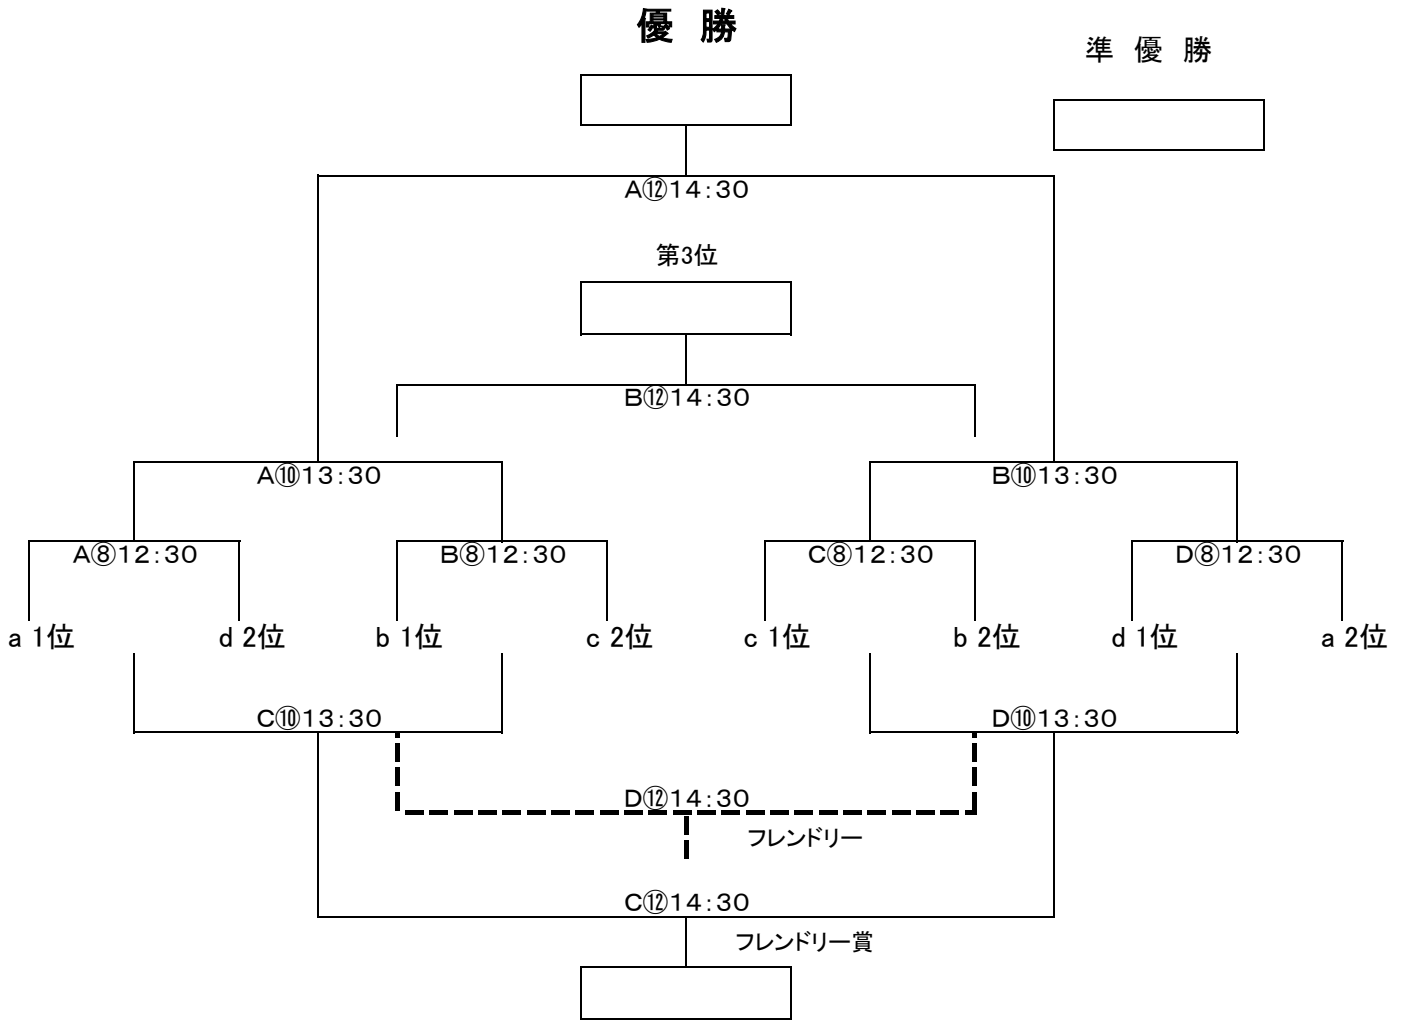 優　勝
準　優　勝
A⑫14：30
第3位
B⑫14：30
A⑩13：30
B⑩13：30
A⑧12：30
B⑧12：30
C⑧12：30
D⑧12：30
a 1位
d 2位
b 1位
c 2位
c 1位
b 2位
d 1位
a 2位
C⑩13：30
D⑩13：30
D⑫14：30
フレンドリー
C⑫14：30
フレンドリー賞